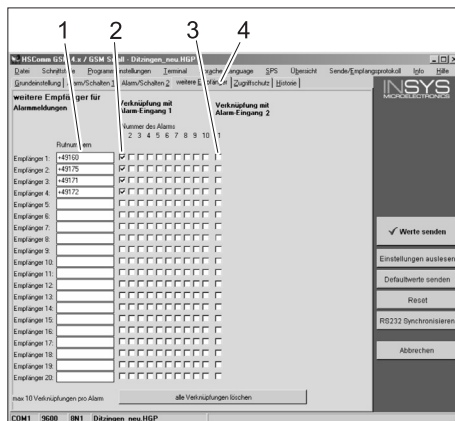 1 2 3 4
HSComm GSM 4.x / GSM Small - Ditzingen_neu.HGP
Datei Schnittstelle Programmeinstellungen Terminal Sprache/Language SPS Übersicht Sende/Empfangsprotokoll Info Hilfe
Grundeinstellung Alarm/Schalten 1 Alarm/Schalten 2 weitere Empfänger Zugriffschutz Historie
INSYS
MICROELECTRONICS
weitere Empfänger für
Alarmmeldungen
Verknüpfung mit
Alarm-Eingang 1
Verknüpfung mit
Alarm-Eingang 2
Nummer des Alarms
2 3 4 5 6 7 8 9 10 1
Rufnummern
Empfänger 1: +49160
Empfänger 2: +49175
Empfänger 3: +49171
Empfänger 4: +49172
Empfänger 5:
Empfänger 6:
Empfänger 7:
Empfänger 8:
Empfänger 9:
Empfänger 10:
Empfänger 11:
Empfänger 12:
Empfänger 13:
Empfänger 14:
Empfänger 15:
Empfänger 16:
Empfänger 17:
Empfänger 18:
Empfänger 19:
Empfänger 20:
Werte senden
Einstellungen auslesen
Defaultwerte senden
Reset
RS232 Synchronisieren
Abbrechen
max 10 Verknüpfungen pro Alarm
alle Verknüpfungen löschen
COM1 9600 8N1 Ditzingen_neu.HGP